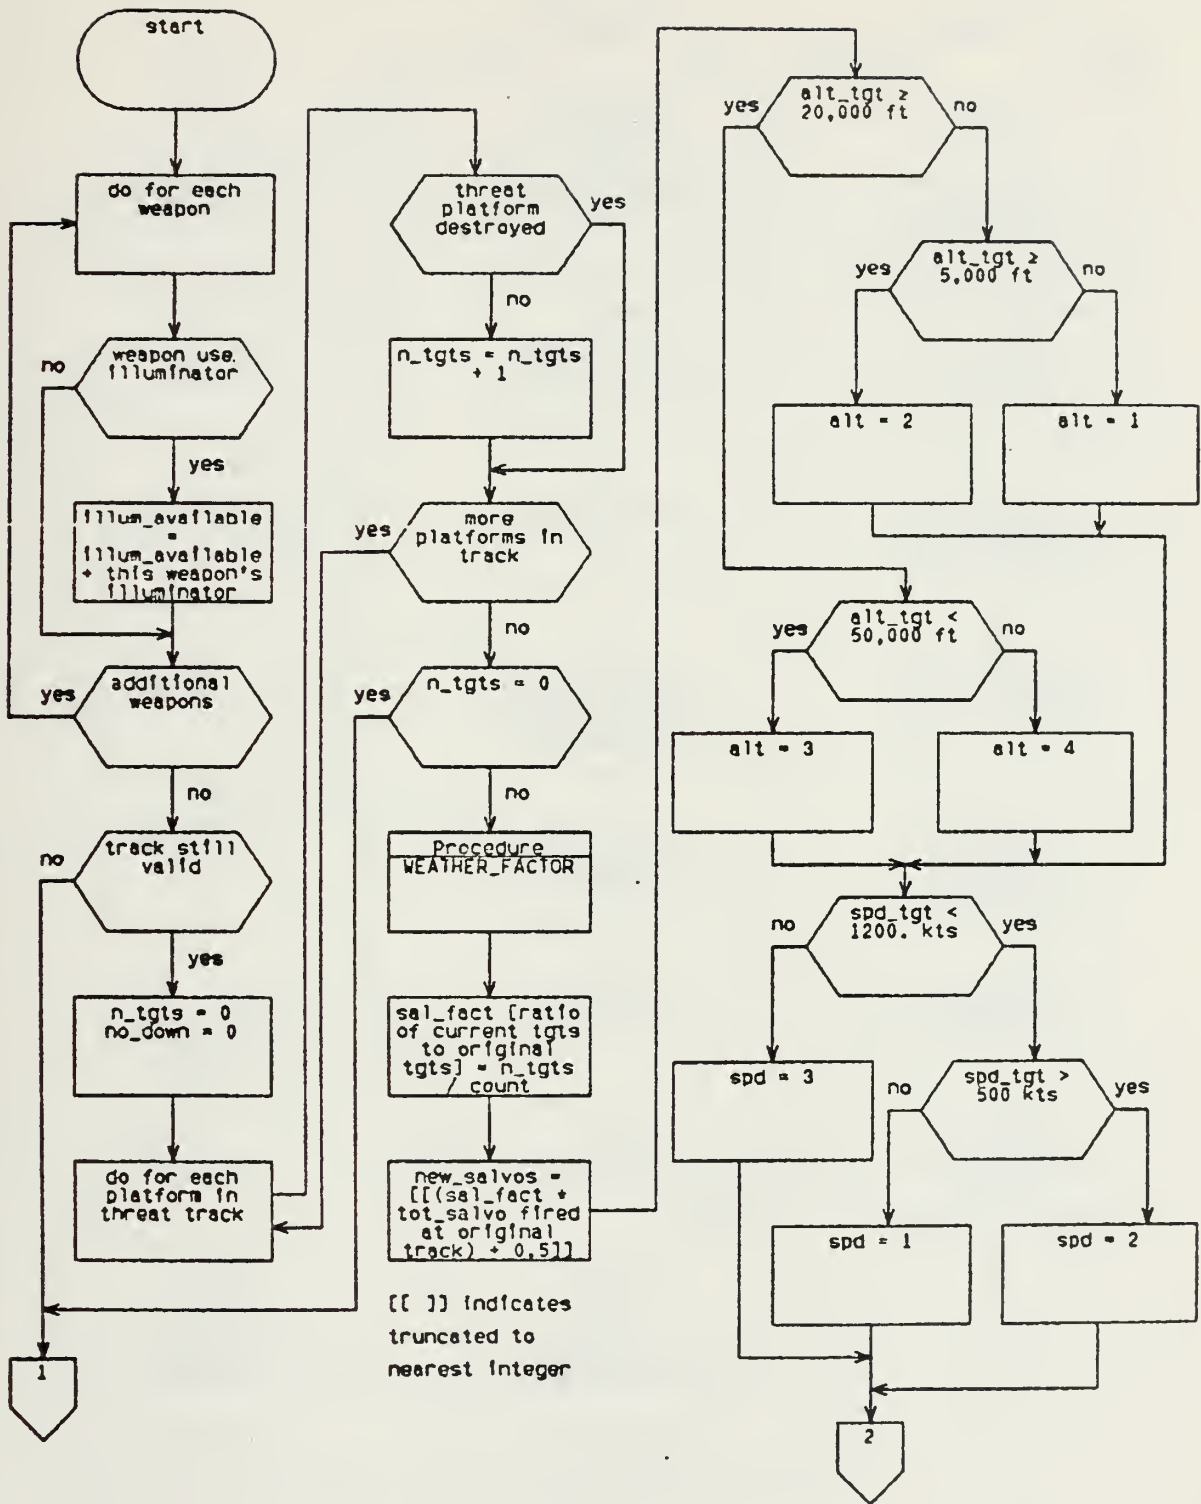 start
do for each
weapon
weapon use
illuminator
no
yes
illum_available
=
illum_available
+ this weapon's
illuminator
additional
weapons
yes
no
track still
valid
no
yes
n_tgts = 0
no_down = 0
do for each
platform in
threat track
1
threat
platform
destroyed
yes
no
n_tgts = n_tgts
+ 1
more
platforms in
track
yes
no
n_tgts = 0
yes
no
Procedure
WEATHER_FACTOR
sal_fact [ratio
of current tgts
to original
tgts] = n_tgts
/ count
new_salvos =
[[(sal_fact *
tot_salvo fired
at original
track) + 0.5]]
[[ ]] indicates
truncated to
nearest integer
alt_tgt ≥
20,000 ft
yes
no
alt_tgt ≥
5,000 ft
yes
no
alt = 2
alt = 1
alt_tgt <
50,000 ft
yes
no
alt = 3
alt = 4
spd_tgt <
1200. kts
no
yes
spd = 3
spd_tgt >
500 kts
no
yes
spd = 1
spd = 2
2